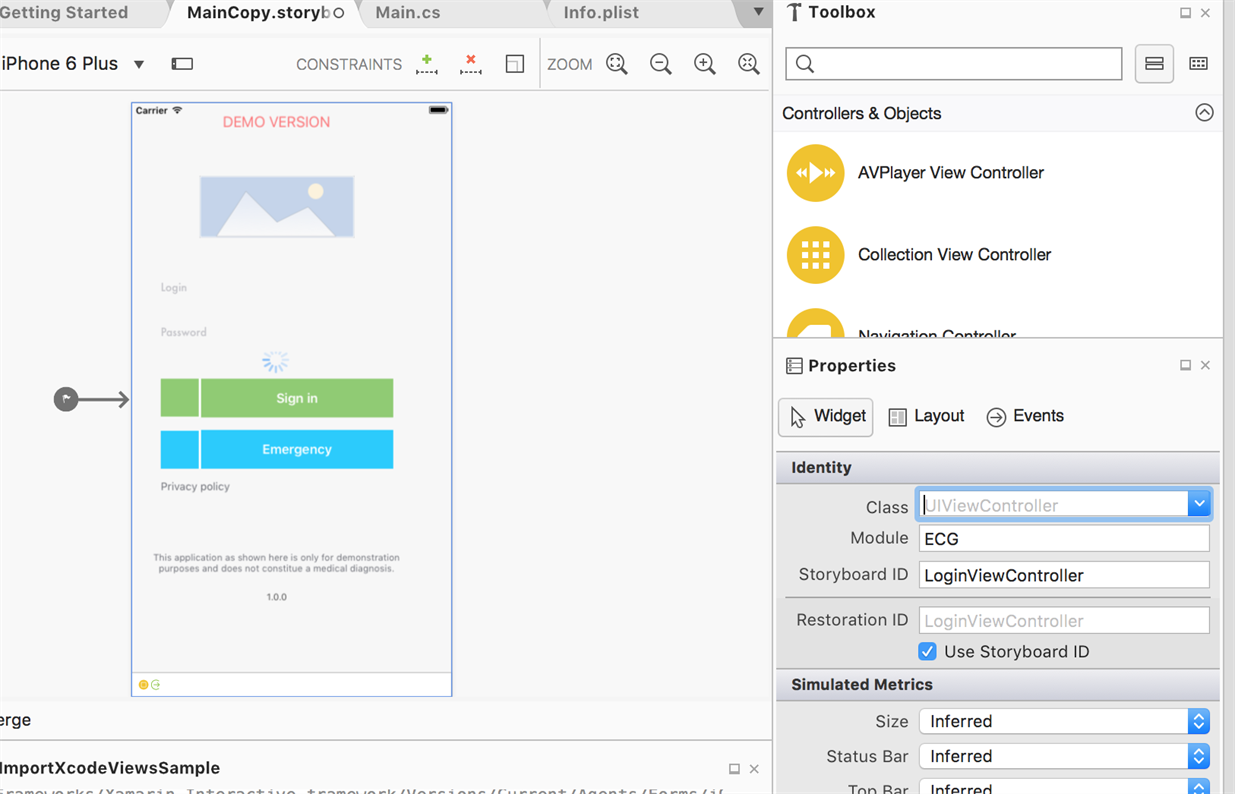 Getting Started
MainCopy.storyb
Main.cs
Info.plist
Toolbox
iPhone 6 Plus
CONSTRAINTS
ZOOM
Controllers & Objects
AVPlayer View Controller
Collection View Controller
Navigation Controller
Carrier
DEMO VERSION
Login
Password
Sign in
Emergency
Privacy policy
This application as shown here is only for demonstration
purposes and does not constitue a medical diagnosis.
1.0.0
Properties
Widget
Layout
Events
Identity
Class UIViewController
Module ECG
Storyboard ID LoginViewController
Restoration ID LoginViewController
Use Storyboard ID
Simulated Metrics
Size Inferred
Status Bar Inferred
Top Bar Inferred
erge
ImportXcodeViewsSample